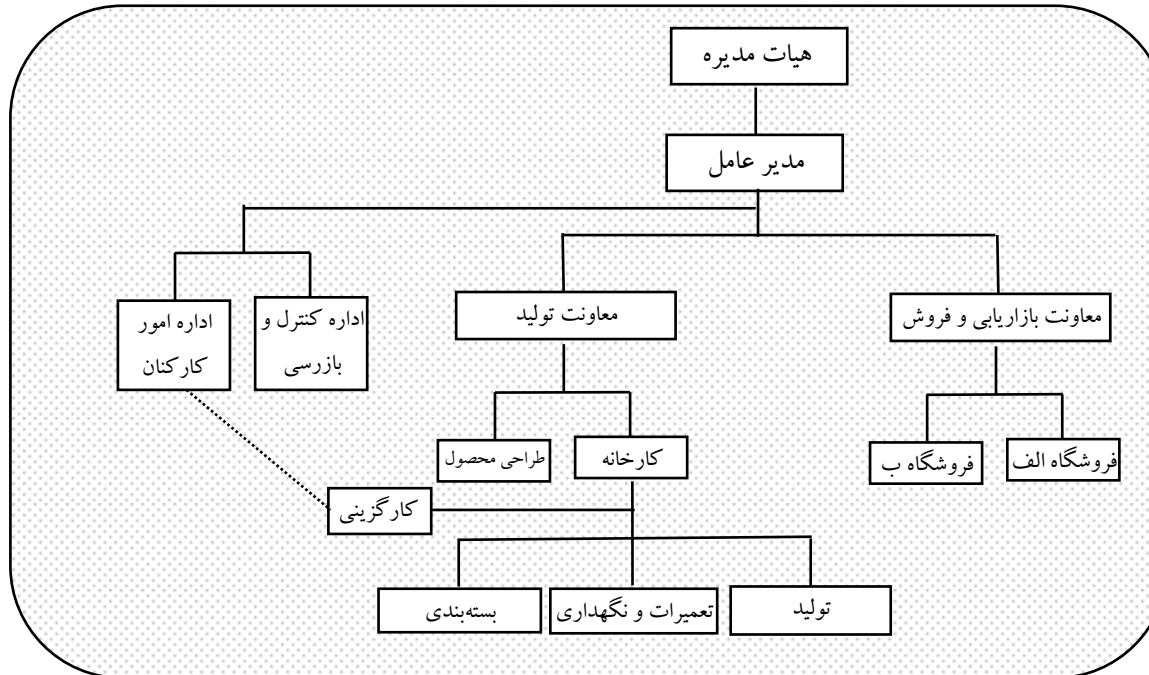 هیات مدیره
مدیر عامل
معاونت بازاریابی و فروش
معاونت تولید
اداره کنترل و
بازرسی
اداره امور
کارکنان
فروشگاه الف
فروشگاه ب
کارخانه
طراحی محصول
کارگزینی
تولید
تعمیرات و نگهداری
بسته‌بندی